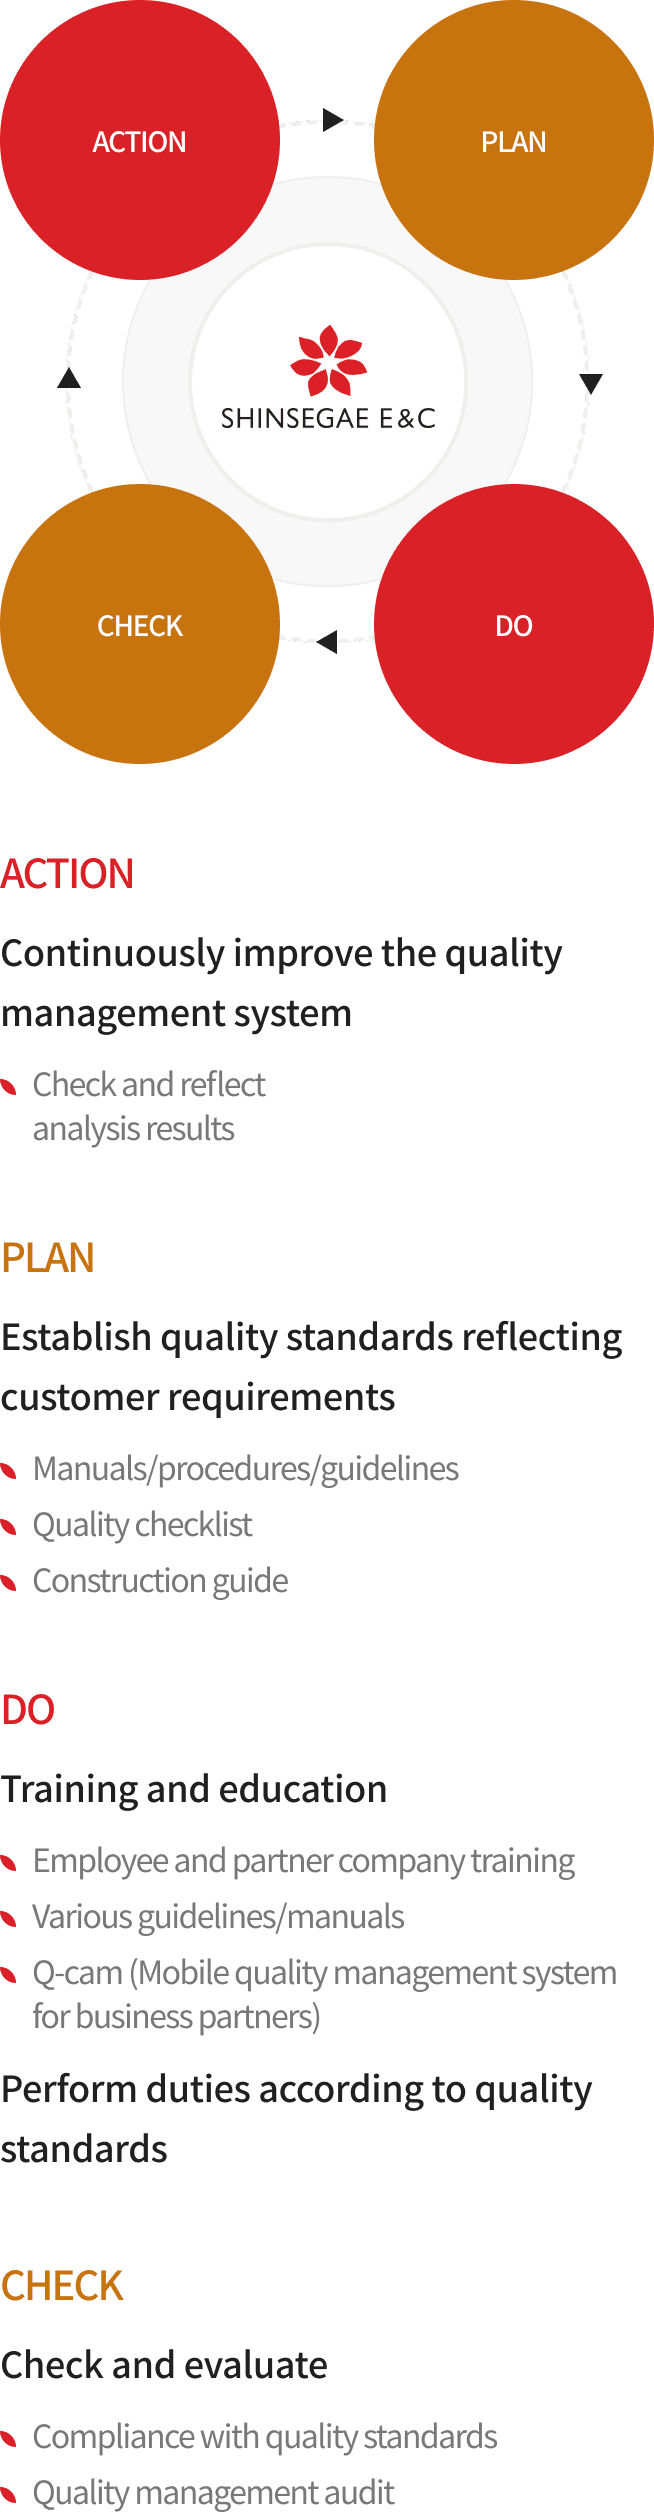 ACTION
PLAN
SHINSEGAE E&C
CHECK
DO
ACTION
Continuously improve the quality
management system
Check and reflect
analysis results
PLAN
Establish quality standards reflecting
customer requirements
Manuals/procedures/guidelines
Quality checklist
Construction guide
DO
Training and education
Employee and partner company training
Various guidelines/manuals
Q-cam (Mobile quality management system
for business partners)
Perform duties according to quality
standards
CHECK
Check and evaluate
Compliance with quality standards
Quality management audit